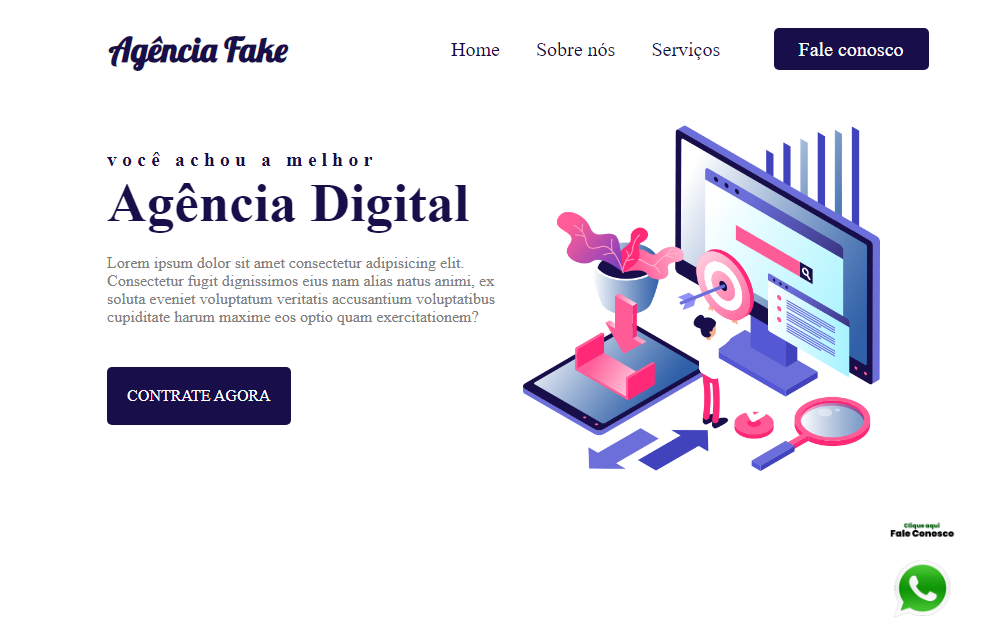 Agência Fake
Home Sobre nós Serviços Fale conosco
você achou a melhor
Agência Digital
Lorem ipsum dolor sit amet consectetur adipisicing elit.
Consectetur fugit dignissimos eius nam alias natus animi, ex
soluta eveniet voluptatum veritatis accusantium voluptatibus
cupiditate harum maxime eos optio quam exercitationem?
CONTRATE AGORA
Clique aqui
Fale Conosco